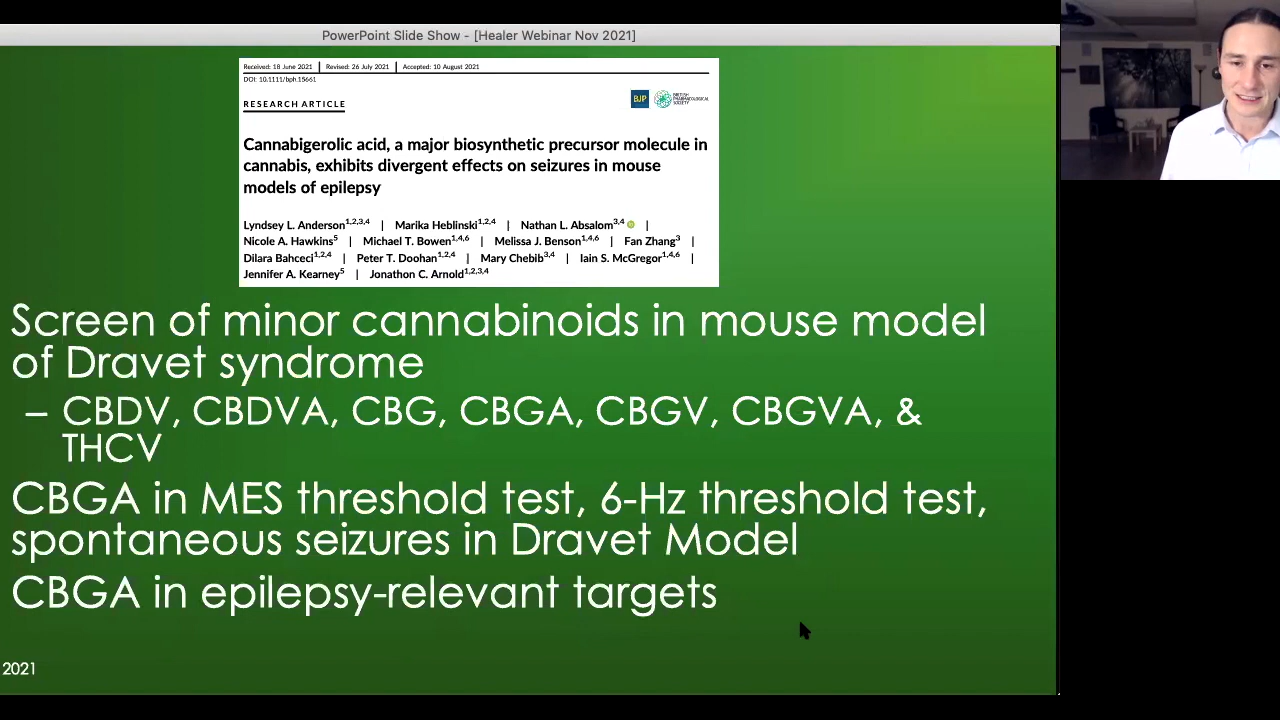 PowerPoint Slide Show - [Healer Webinar Nov 2021]
Received: 18 June 2021 | Revised: 26 July 2021 | Accepted: 10 August 2021
DOI: 10.1111/bph.15661
RESEARCH ARTICLE
BJP BRITISH PHARMACOLOGICAL SOCIETY
Cannabigerolic acid, a major biosynthetic precursor molecule in
cannabis, exhibits divergent effects on seizures in mouse
models of epilepsy
Lyndsey L. Anderson1,2,3,4 | Marika Heblinski1,2,4 | Nathan L. Absalom3,4 |
Nicole A. Hawkins5 | Michael T. Bowen1,4,6 | Melissa J. Benson1,4,6 | Fan Zhang3 |
Dilara Bahceci1,2,4 | Peter T. Doohan1,2,4 | Mary Chebib3,4 | Iain S. McGregor1,4,6 |
Jennifer A. Kearney5 | Jonathon C. Arnold1,2,3,4
Screen of minor cannabinoids in mouse model
of Dravet syndrome
– CBDV, CBDVA, CBG, CBGA, CBGV, CBGVA, &
THCV
CBGA in MES threshold test, 6-Hz threshold test,
spontaneous seizures in Dravet Model
CBGA in epilepsy-relevant targets
2021